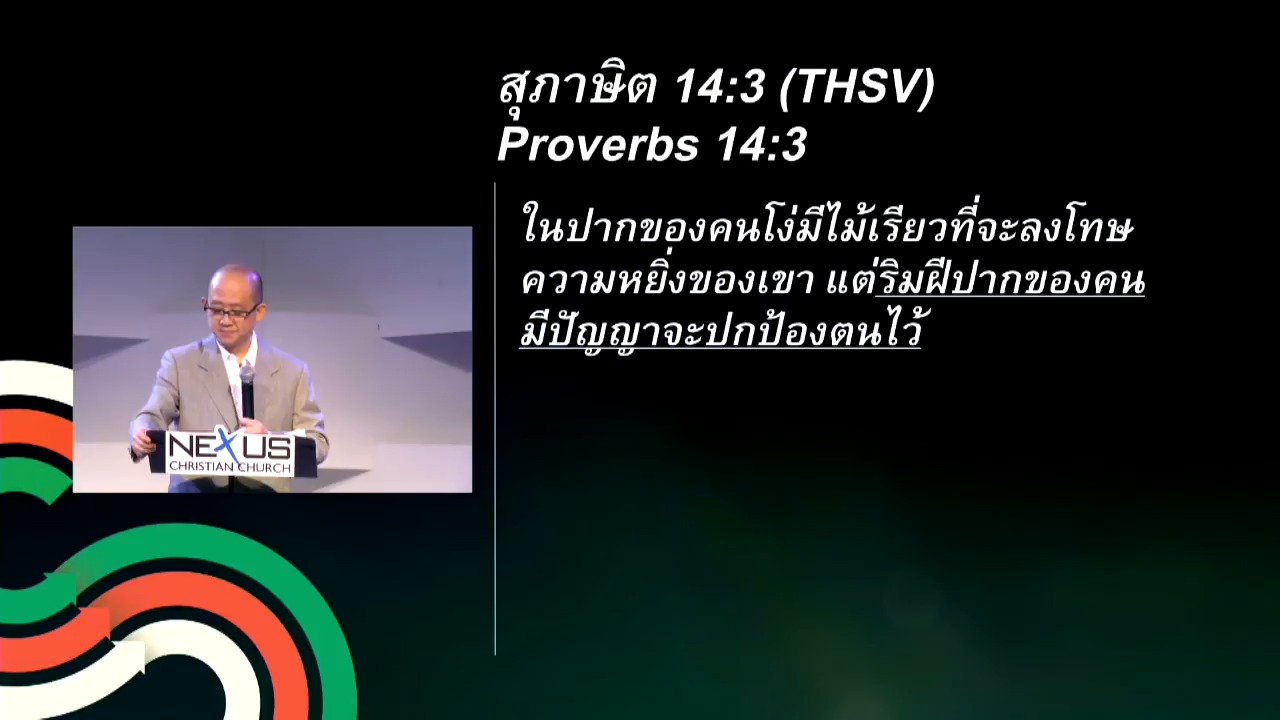 สุภาษิต 14:3 (THSV)
Proverbs 14:3
ในปากของคนโง่มีไม้เรียวที่จะลงโทษ
ความหยิ่งของเขา แต่ริมฝีปากของคน
มีปัญญาจะปกป้องตนไว้
NEXUS
CHRISTIAN CHURCH